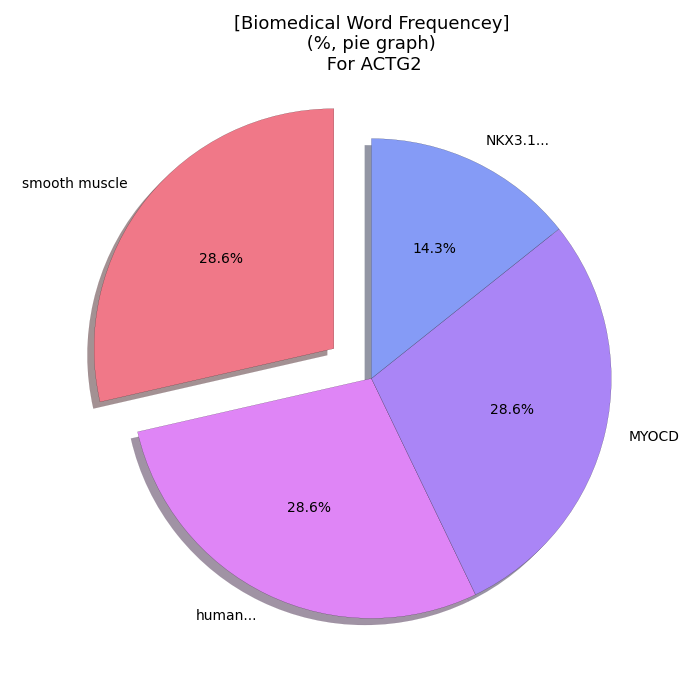 [Biomedical Word Frequencey]
(%, pie graph)
For ACTG2
NKX3.1...
smooth muscle
14.3%
28.6%
28.6%
MYOCD
28.6%
human...